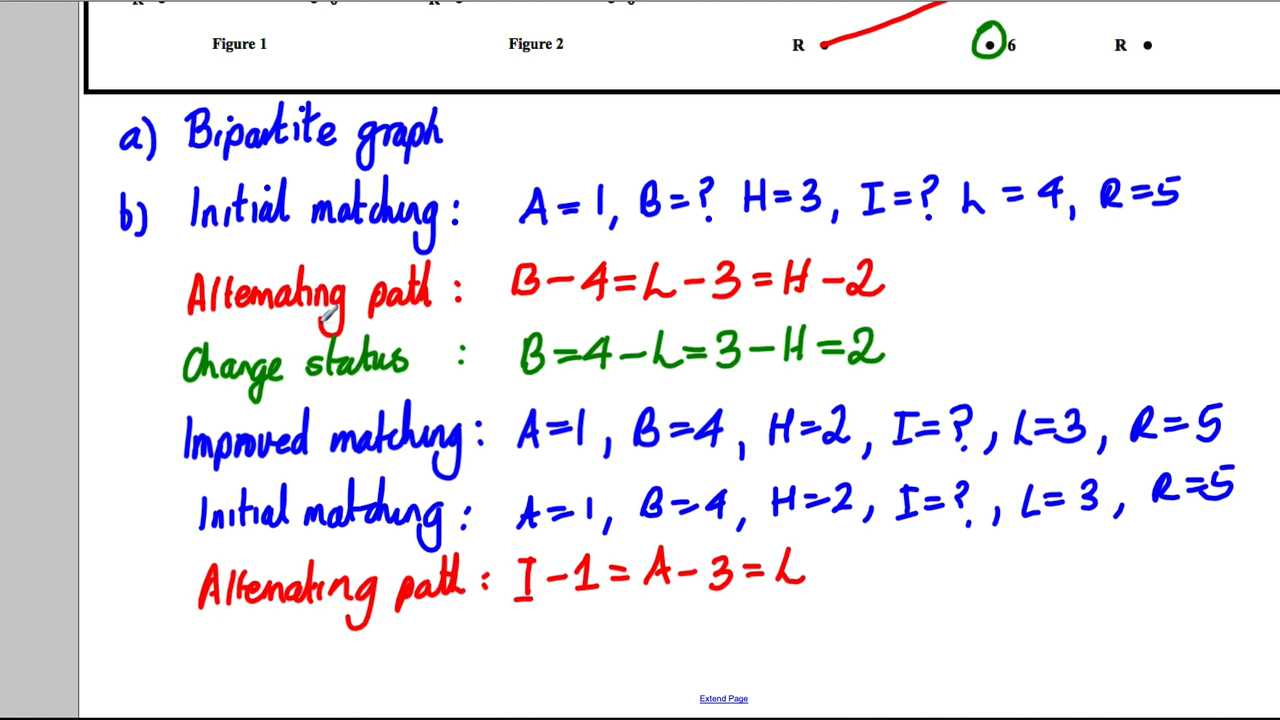 Figure 1 Figure 2 R 6 R
a) Bipartite graph
b) Initial matching : A = 1, B = ? H = 3, I = ? L = 4, R = 5
Alternating path : B - 4 = L - 3 = H - 2
Change status : B = 4 - L = 3 - H = 2
Improved matching : A = 1, B = 4, H = 2, I = ?, L = 3, R = 5
Initial matching : A = 1, B = 4, H = 2, I = ?, L = 3, R = 5
Alternating path : I - 1 = A - 3 = L
Extend Page